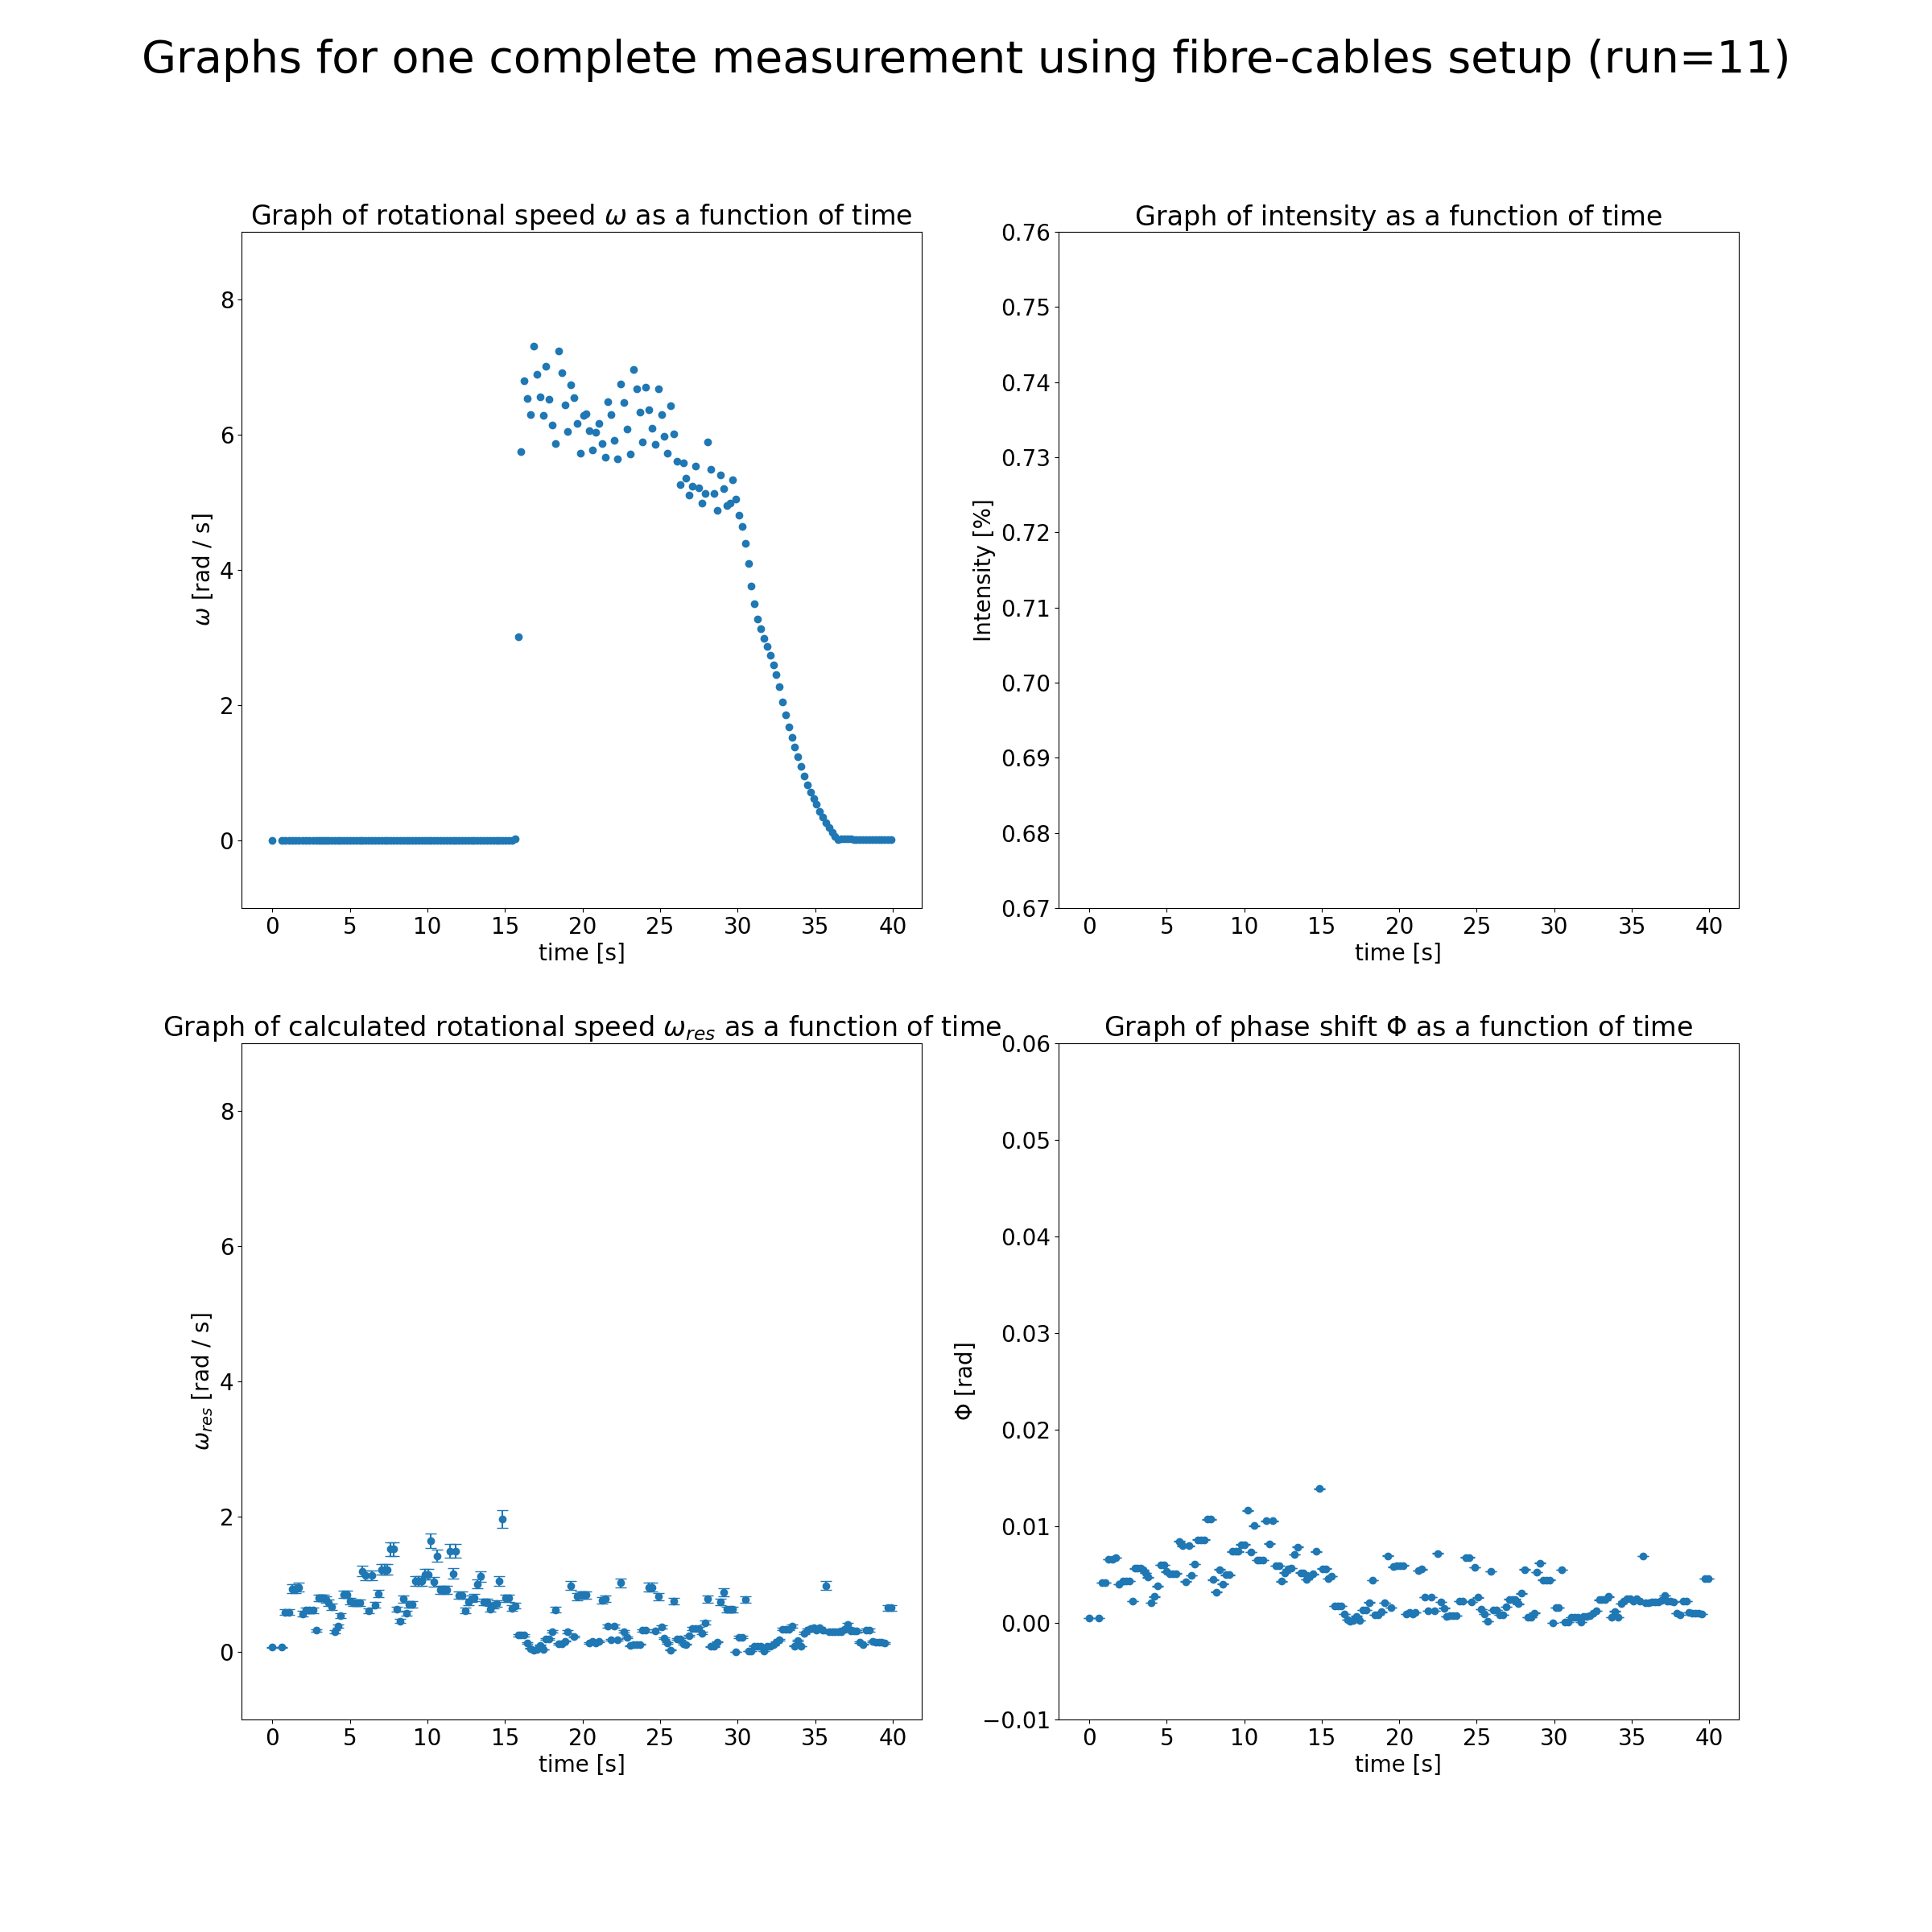 Graphs for one complete measurement using fibre-cables setup (run=11)
Graph of rotational speed ω as a function of time
8
6
4
2
0
ω [rad / s]
0 5 10 15 20 25 30 35 40
time [s]
Graph of intensity as a function of time
0.76
0.75
0.74
0.73
0.72
0.71
0.70
0.69
0.68
0.67
Intensity [%]
0 5 10 15 20 25 30 35 40
time [s]
Graph of calculated rotational speed ω_res as a function of time
8
6
4
2
0
ω_res [rad / s]
0 5 10 15 20 25 30 35 40
time [s]
Graph of phase shift Φ as a function of time
0.06
0.05
0.04
0.03
0.02
0.01
0.00
−0.01
Φ [rad]
0 5 10 15 20 25 30 35 40
time [s]